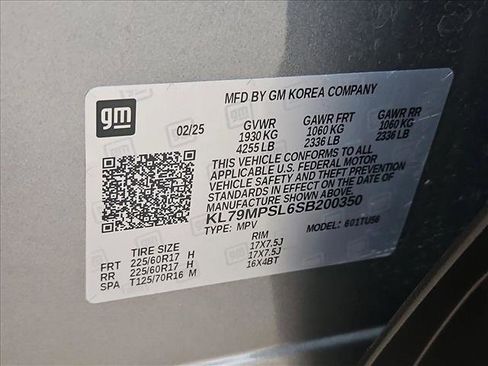 gm
MFD BY GM KOREA COMPANY
02/25 GVWR GAWR FRT GAWR RR
1930 KG 1060 KG 1060 KG
4255 LB 2336 LB 2336 LB
THIS VEHICLE CONFORMS TO ALL
APPLICABLE U.S. FEDERAL MOTOR
VEHICLE SAFETY, BUMPER, AND THEFT PREVENTION
STANDARDS IN EFFECT ON THE DATE OF
MANUFACTURE SHOWN ABOVE.
KL79MPSL6SB200350
TYPE: MPV MODEL: 601TU56
TIRE SIZE RIM
FRT 225/60R17 H 17X7.5J
RR 225/60R17 H 17X7.5J
SPA T125/70R16 M 16X4BT